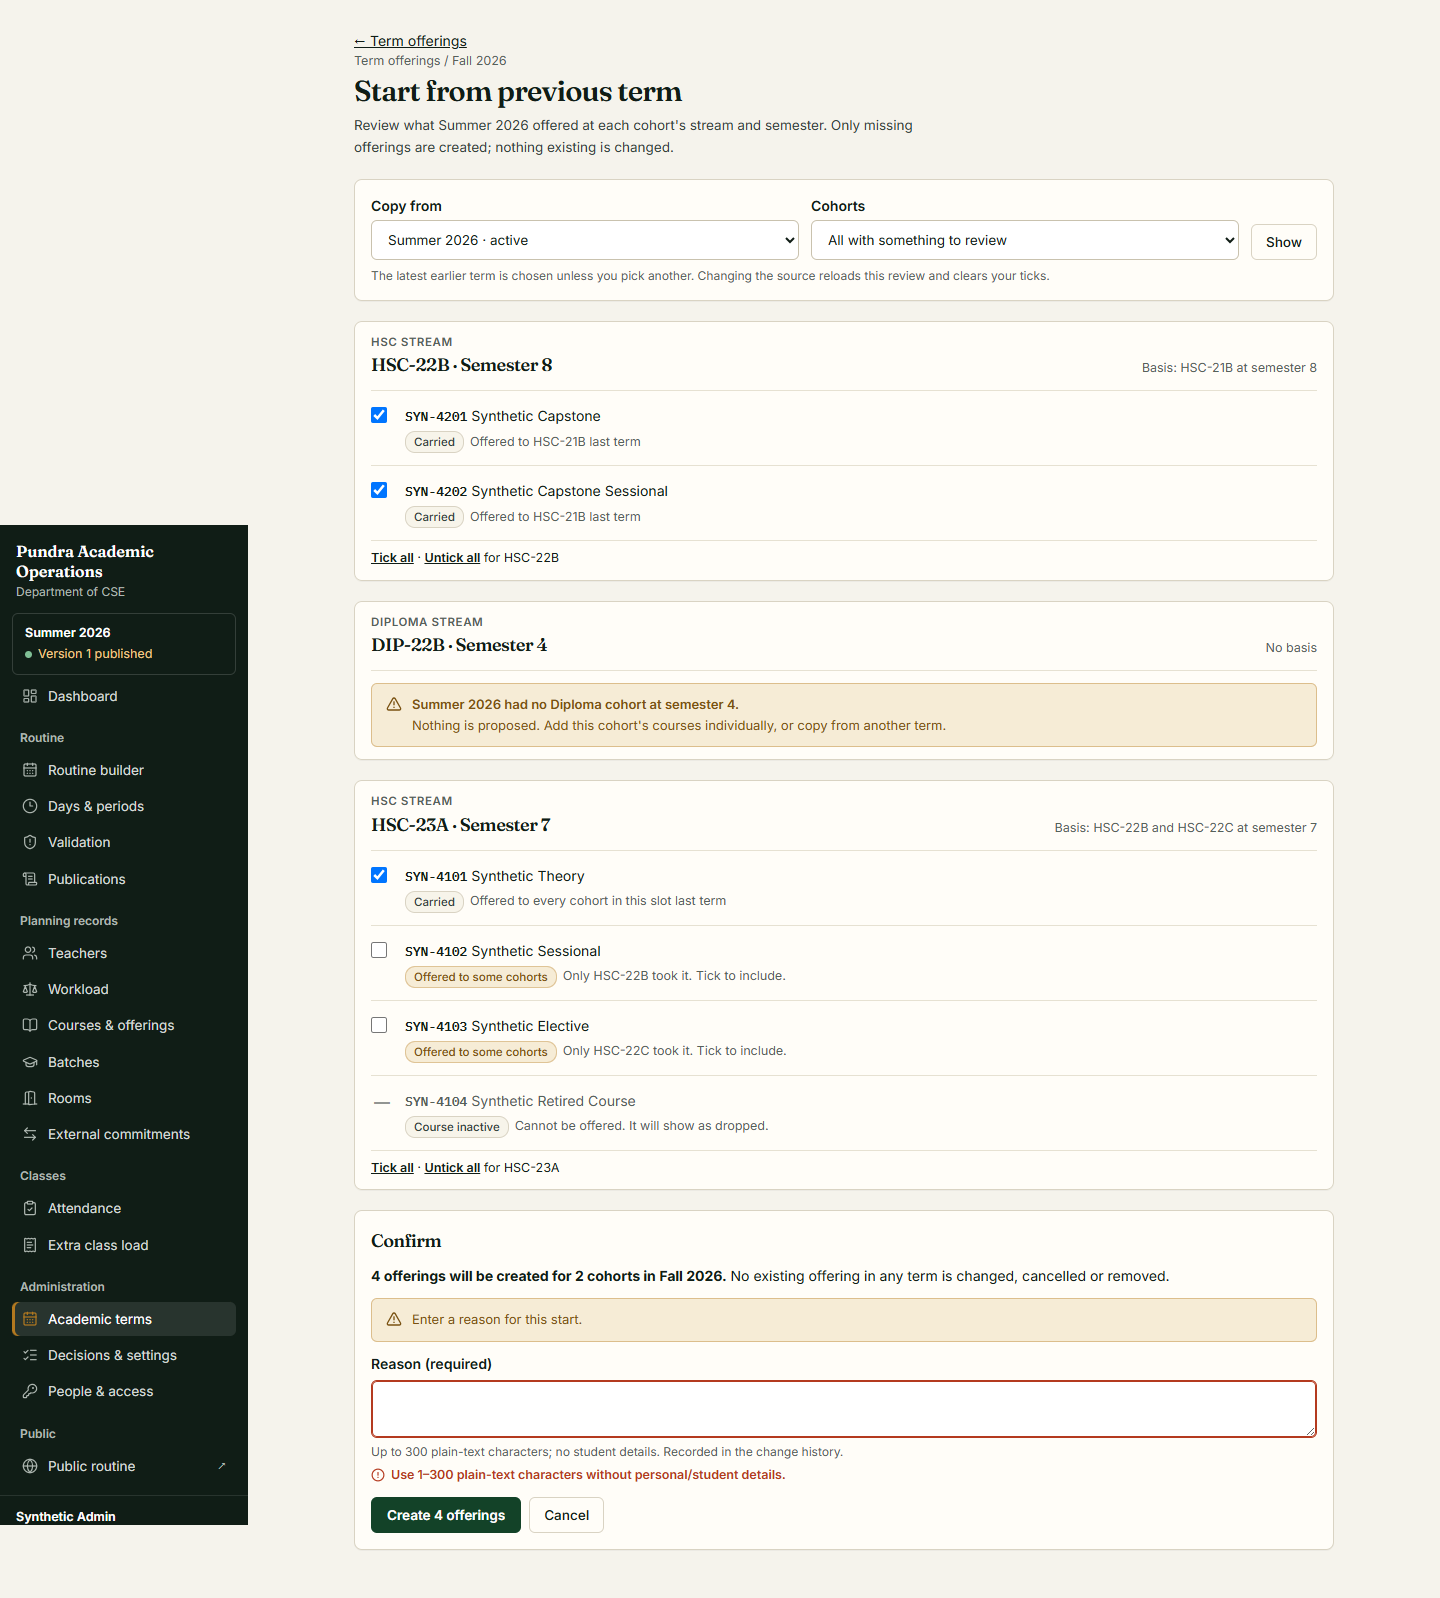 ← Term offerings
Term offerings / Fall 2026
Start from previous term
Review what Summer 2026 offered at each cohort's stream and semester. Only missing
offerings are created; nothing existing is changed.
Copy from
Cohorts
Summer 2026 · active
All with something to review
Show
The latest earlier term is chosen unless you pick another. Changing the source reloads this review and clears your ticks.
HSC STREAM
HSC-22B · Semester 8
Basis: HSC-21B at semester 8
SYN-4201 Synthetic Capstone
Carried Offered to HSC-21B last term
SYN-4202 Synthetic Capstone Sessional
Carried Offered to HSC-21B last term
Tick all · Untick all for HSC-22B
DIPLOMA STREAM
DIP-22B · Semester 4
No basis
Summer 2026 had no Diploma cohort at semester 4.
Nothing is proposed. Add this cohort's courses individually, or copy from another term.
HSC STREAM
HSC-23A · Semester 7
Basis: HSC-22B and HSC-22C at semester 7
SYN-4101 Synthetic Theory
Carried Offered to every cohort in this slot last term
SYN-4102 Synthetic Sessional
Offered to some cohorts Only HSC-22B took it. Tick to include.
SYN-4103 Synthetic Elective
Offered to some cohorts Only HSC-22C took it. Tick to include.
SYN-4104 Synthetic Retired Course
Course inactive Cannot be offered. It will show as dropped.
Tick all · Untick all for HSC-23A
Confirm
4 offerings will be created for 2 cohorts in Fall 2026. No existing offering in any term is changed, cancelled or removed.
Enter a reason for this start.
Reason (required)
Up to 300 plain-text characters; no student details. Recorded in the change history.
Use 1–300 plain-text characters without personal/student details.
Create 4 offerings
Cancel
Pundra Academic
Operations
Department of CSE
Summer 2026
Version 1 published
Dashboard
Routine
Routine builder
Days & periods
Validation
Publications
Planning records
Teachers
Workload
Courses & offerings
Batches
Rooms
External commitments
Classes
Attendance
Extra class load
Administration
Academic terms
Decisions & settings
People & access
Public
Public routine ↗
Synthetic Admin